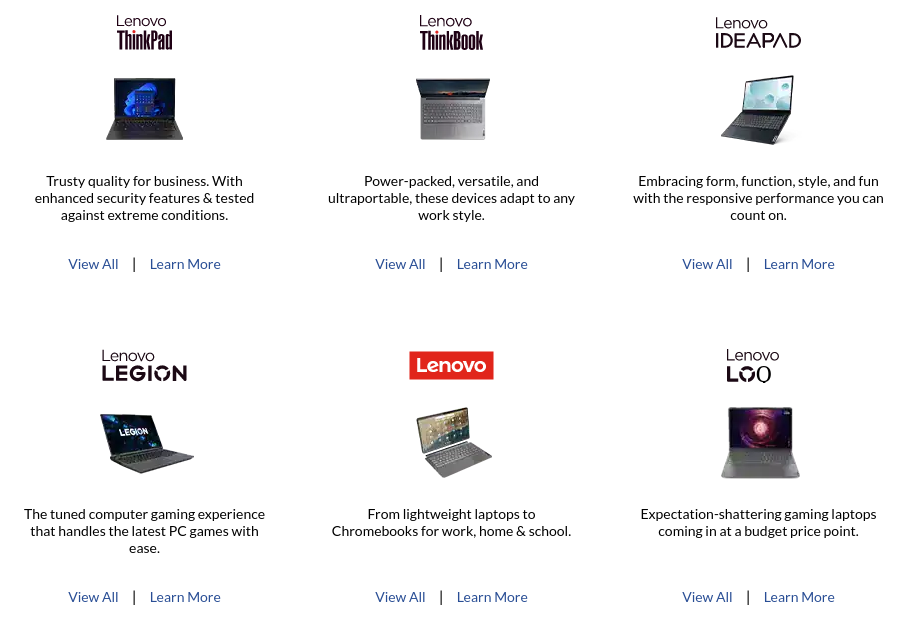 Lenovo
ThinkPad
Lenovo
ThinkBook
Lenovo
IDEAPAD
Trusty quality for business. With
enhanced security features & tested
against extreme conditions.
Power-packed, versatile, and
ultraportable, these devices adapt to any
work style.
Embracing form, function, style, and fun
with the responsive performance you can
count on.
View All | Learn More
View All | Learn More
View All | Learn More
Lenovo
LEGION
Lenovo
Lenovo
LOQ
LEGION
The tuned computer gaming experience
that handles the latest PC games with
ease.
From lightweight laptops to
Chromebooks for work, home & school.
Expectation-shattering gaming laptops
coming in at a budget price point.
View All | Learn More
View All | Learn More
View All | Learn More